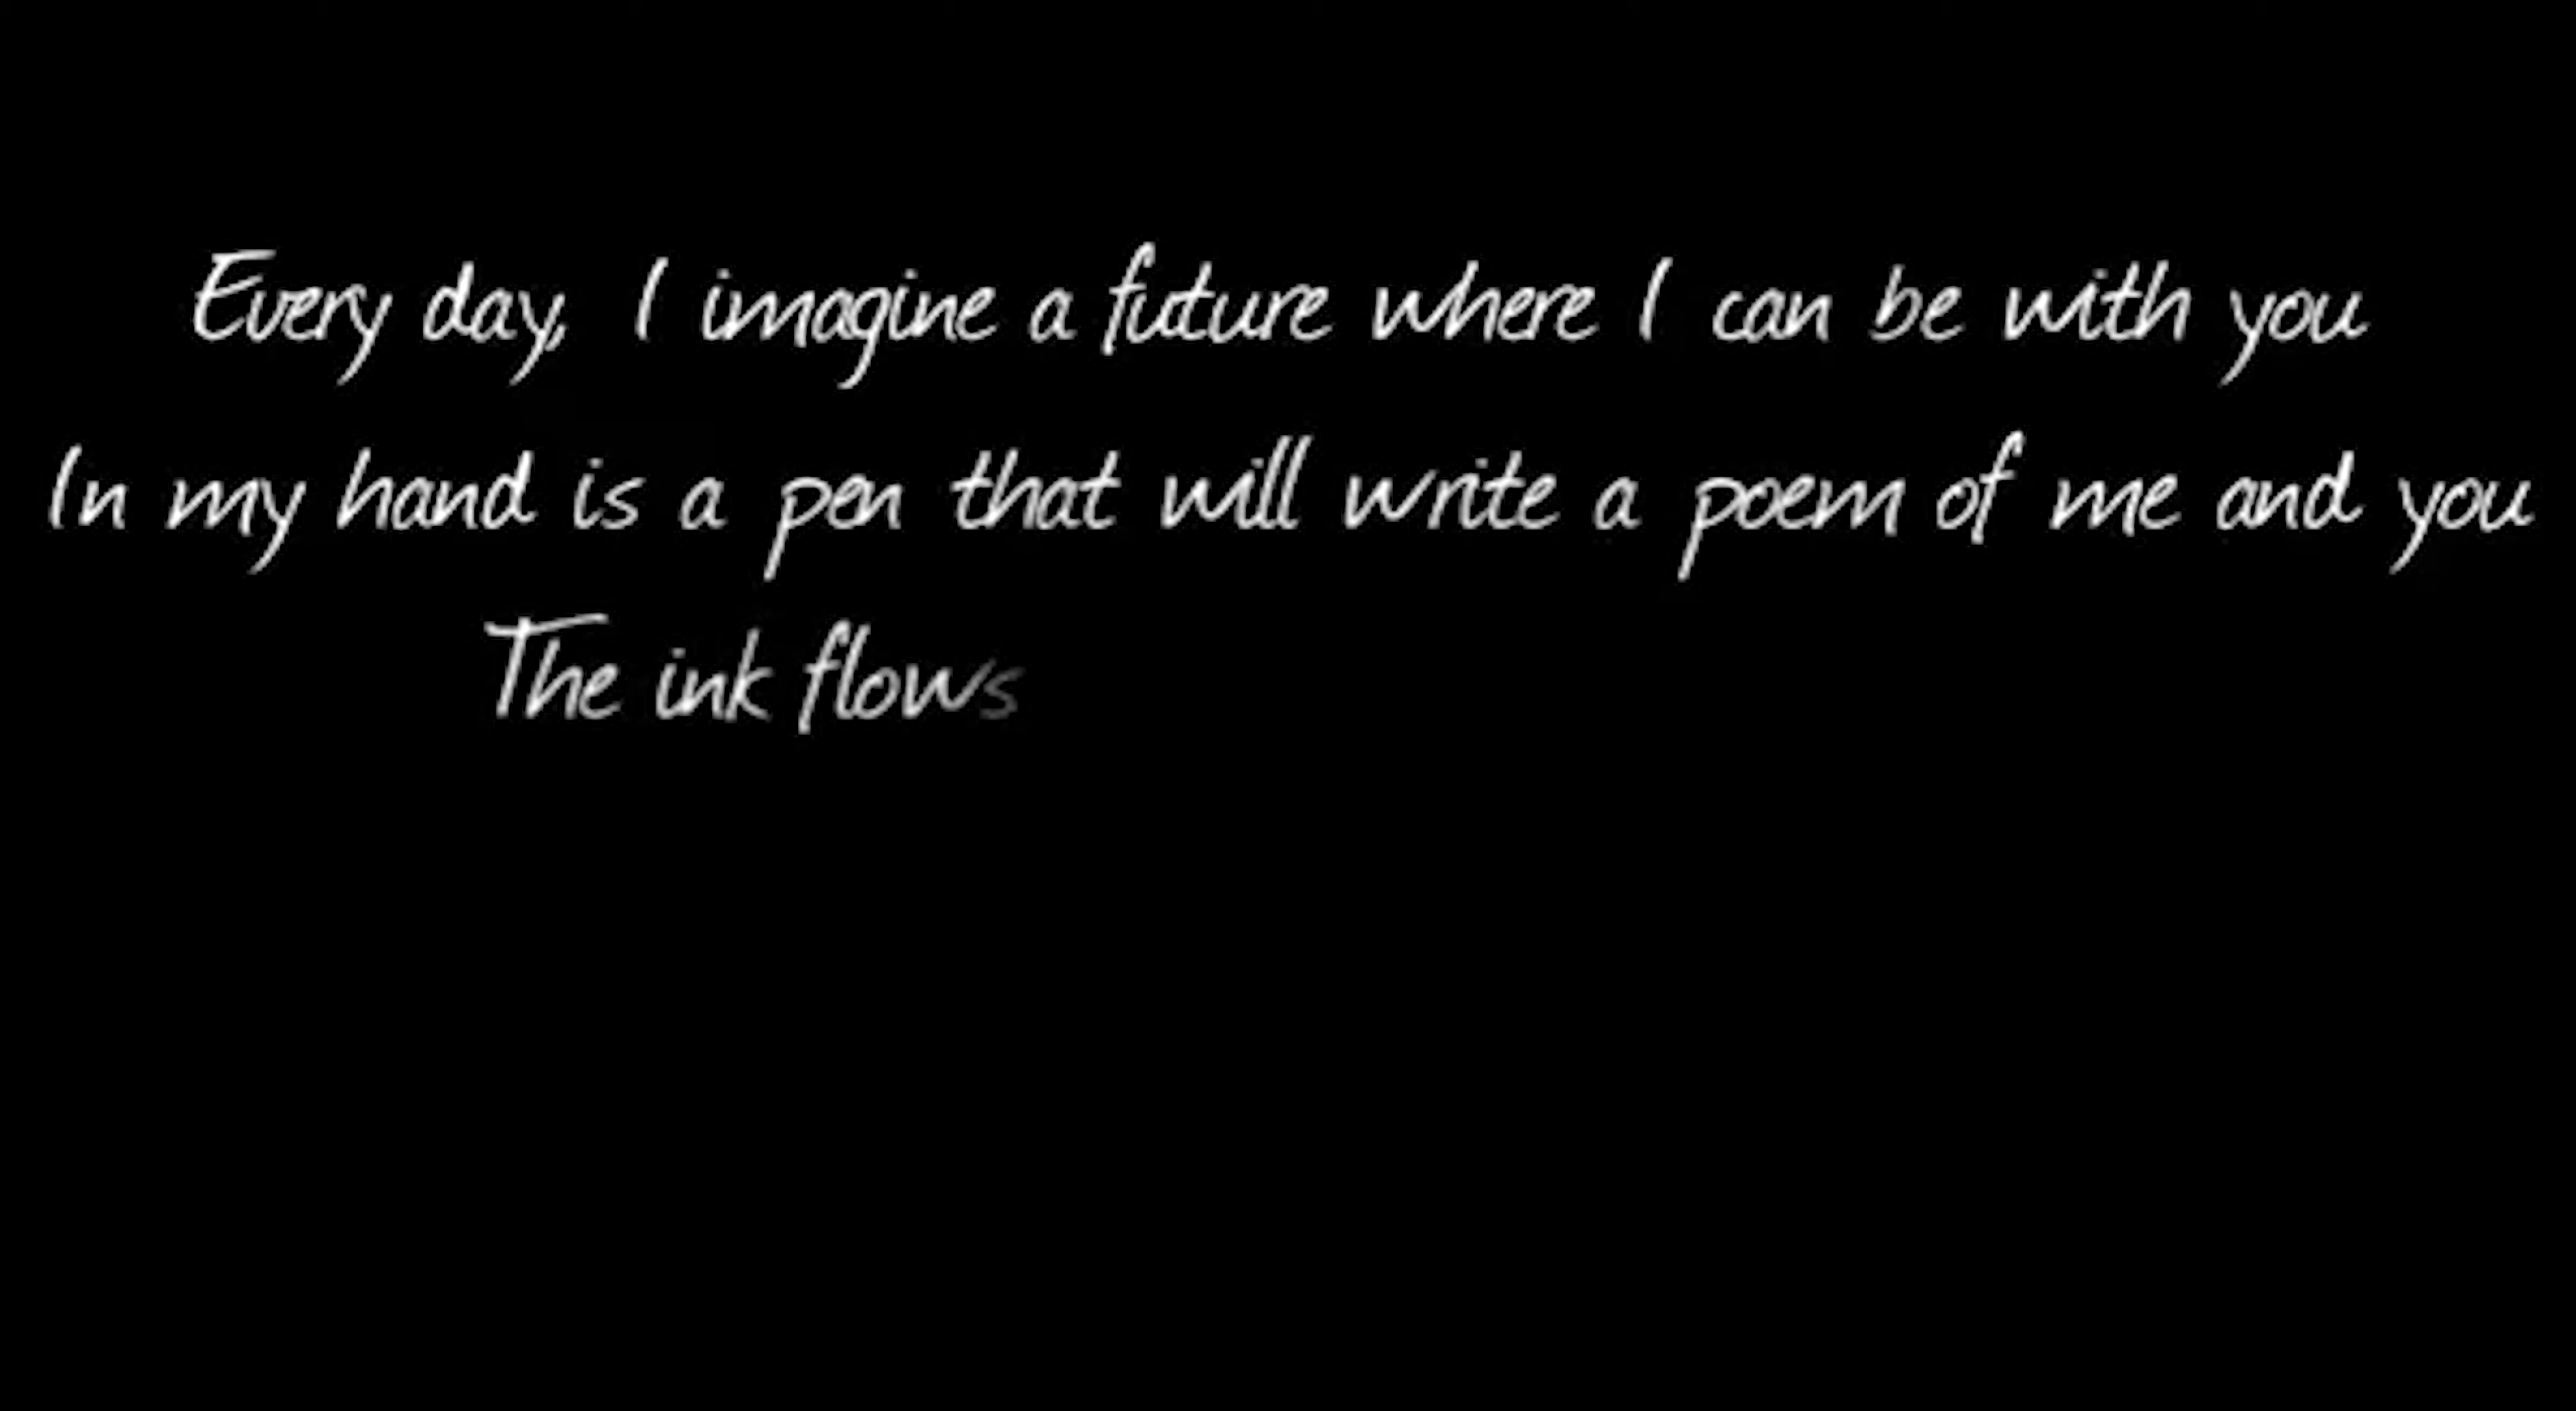 Every day, I imagine a future where I can be with you
In my hand is a pen that will write a poem of me and you
The ink flows